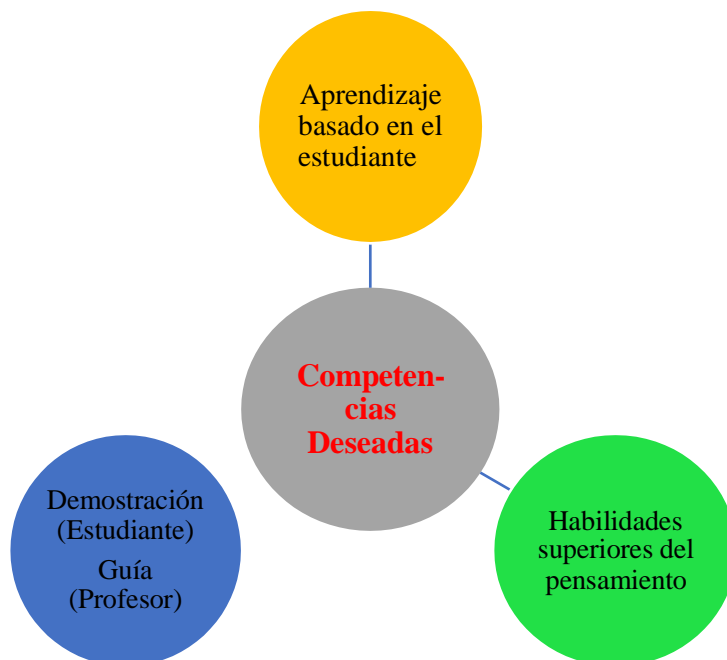 Aprendizaje
basado en el
estudiante
Competen-
cias
Deseadas
Demostración
(Estudiante)
Guía
(Profesor)
Habilidades
superiores del
pensamiento